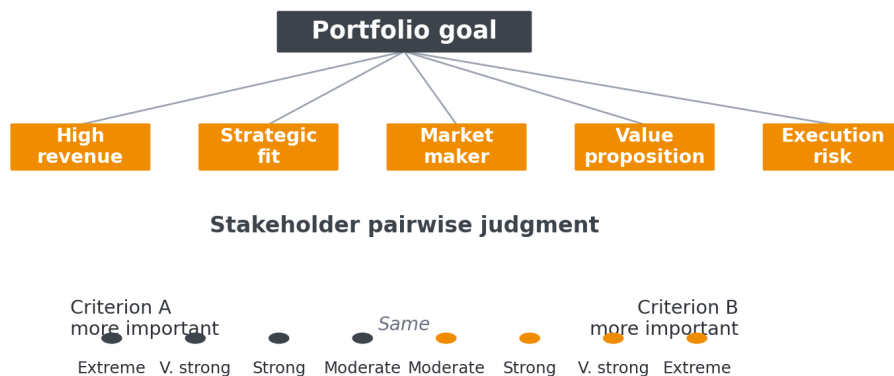 Portfolio goal
High
revenue
Strategic
fit
Market
maker
Value
proposition
Execution
risk
Stakeholder pairwise judgment
Criterion A
more important
Same
Criterion B
more important
Extreme V. strong Strong Moderate Moderate Strong V. strong Extreme